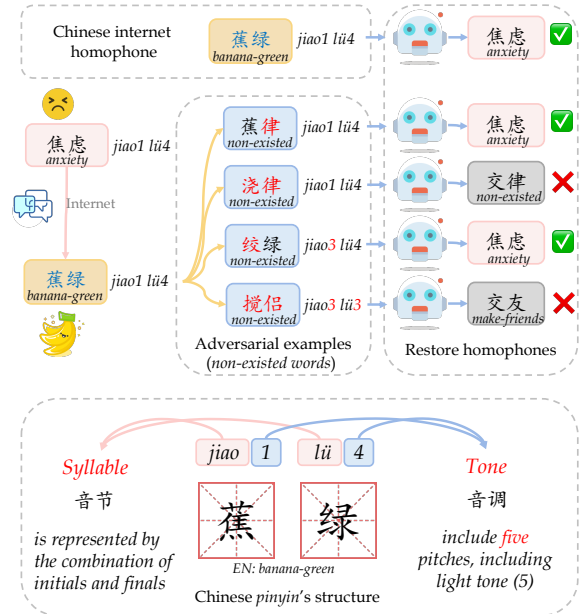 Chinese internet
homophone
蕉绿
banana-green
jiao1 lü4
焦虑
anxiety
焦虑
anxiety
jiao1 lü4
Internet
蕉绿
banana-green
jiao1 lü4
蕉律
non-existed
jiao1 lü4
焦虑
anxiety
浇律
non-existed
jiao1 lü4
交律
non-existed
绞绿
non-existed
jiao3 lü4
焦虑
anxiety
搅侣
non-existed
jiao3 lü3
交友
make-friends
Adversarial examples
(non-existed words)
Restore homophones
jiao 1 lü 4
Syllable
音节
is represented by
the combination of
initials and finals
蕉 绿
EN: banana-green
Chinese pinyin's structure
Tone
音调
include five
pitches, including
light tone (5)